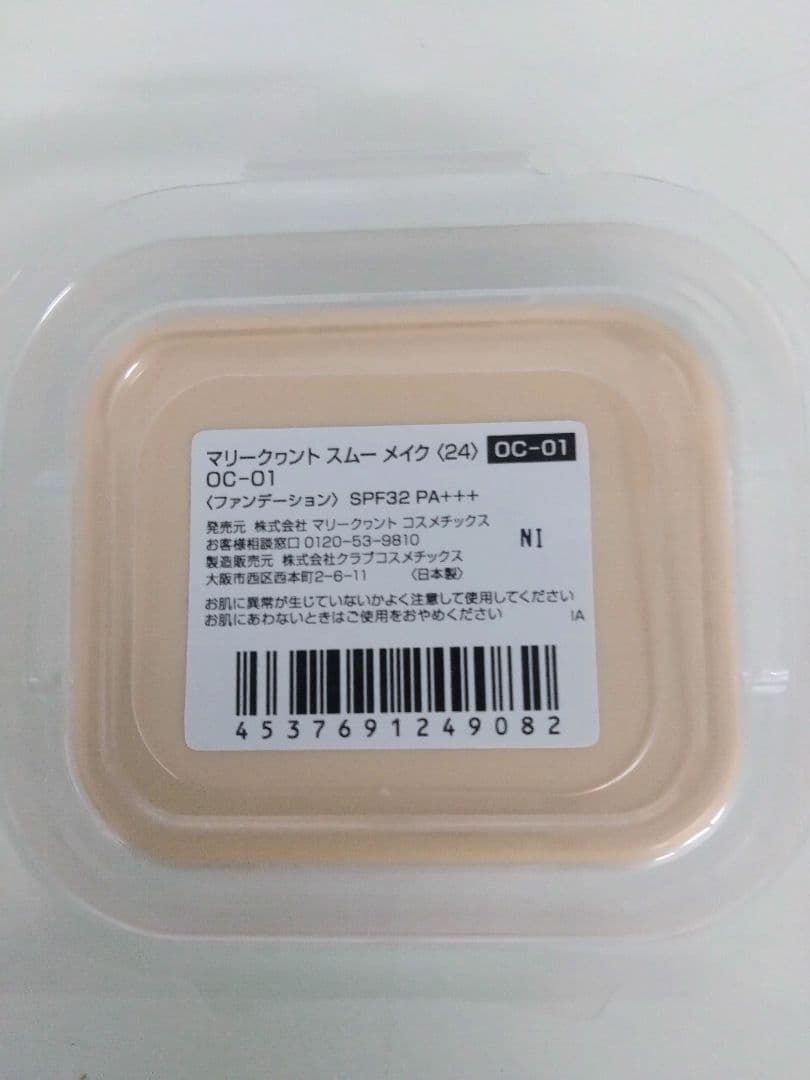 マリークヮント スムー メイク〈24〉 OC-01
OC-01
〈ファンデーション〉 SPF32 PA+++
発売元 株式会社 マリークヮント コスメチックス
お客様相談窓口 0120-53-9810
NI
製造販売元 株式会社クラブコスメチックス
大阪市西区西本町2-6-11 〈日本製〉
お肌に異常が生じていないかよく注意して使用してください
お肌にあわないときはご使用をおやめください IA
4537691249082